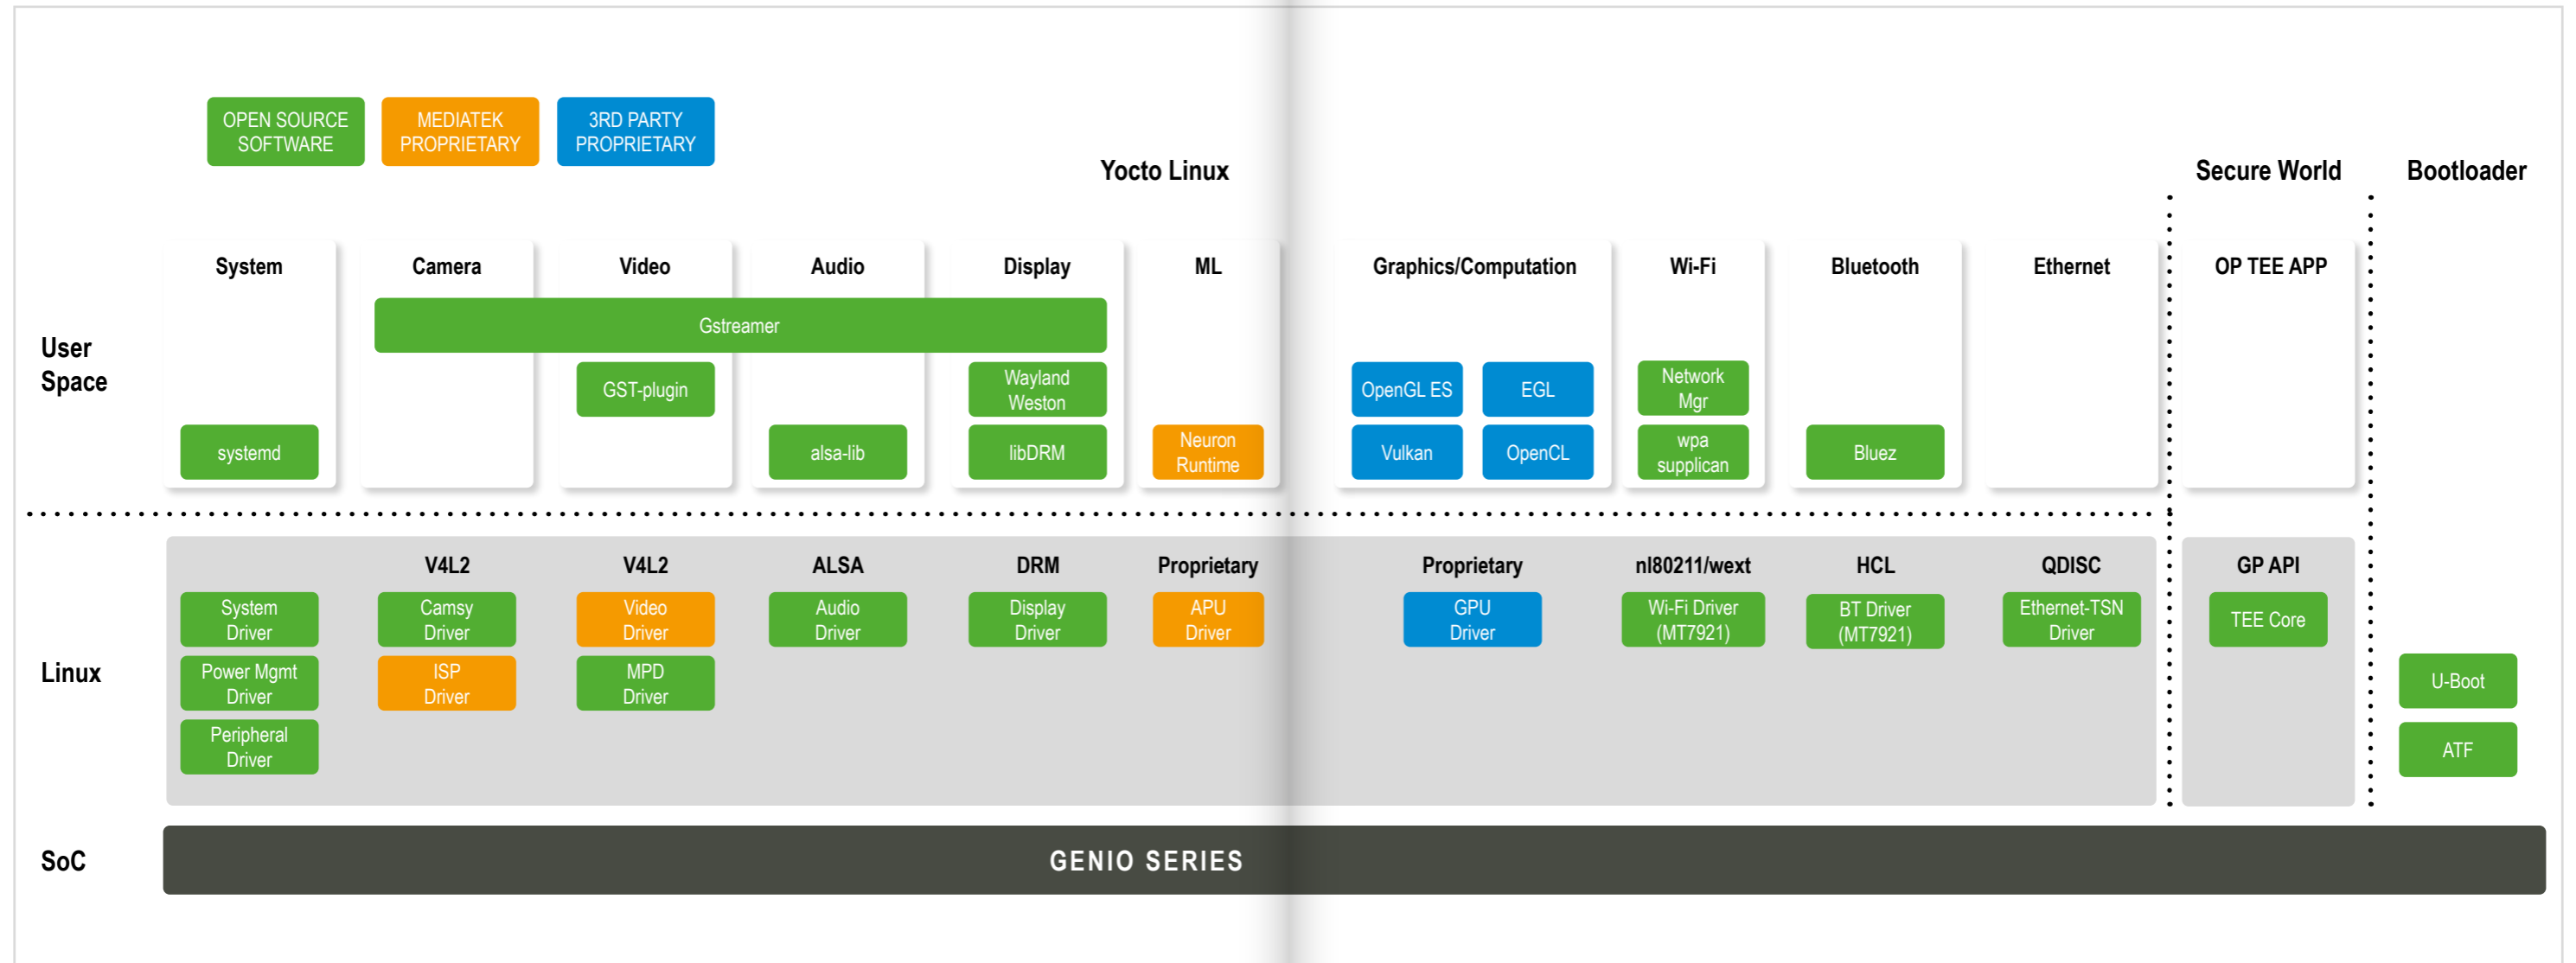 OPEN SOURCE
SOFTWARE
MEDIATEK
PROPRIETARY
3RD PARTY
PROPRIETARY
Yocto Linux
Secure World
Bootloader
User
Space
System
Camera
Video
Audio
Display
ML
Graphics/Computation
Wi-Fi
Bluetooth
Ethernet
OP TEE APP
Gstreamer
GST-plugin
Wayland
Weston
OpenGL ES
EGL
Network
Mgr
systemd
alsa-lib
libDRM
Neuron
Runtime
Vulkan
OpenCL
wpa
supplican
Bluez
Linux
V4L2
V4L2
ALSA
DRM
Proprietary
Proprietary
nl80211/wext
HCL
QDISC
GP API
System
Driver
Camsy
Driver
Video
Driver
Audio
Driver
Display
Driver
APU
Driver
GPU
Driver
Wi-Fi Driver
(MT7921)
BT Driver
(MT7921)
Ethernet-TSN
Driver
TEE Core
Power Mgmt
Driver
ISP
Driver
MPD
Driver
U-Boot
Peripheral
Driver
ATF
SoC
GENIO SERIES